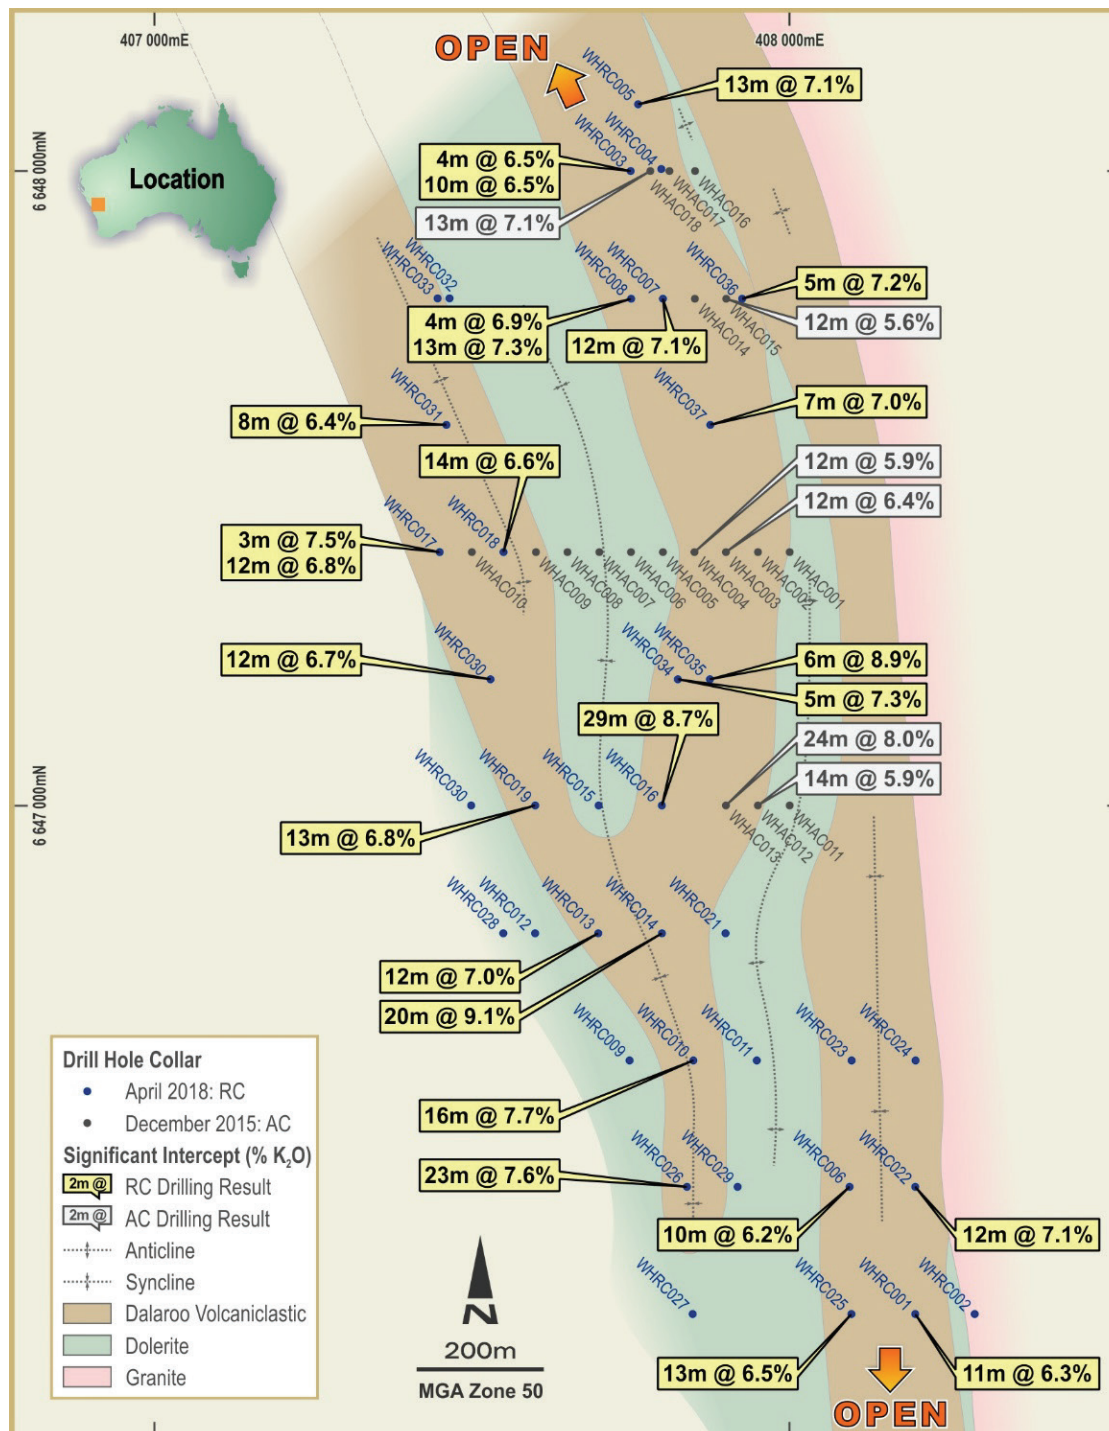 407 000mE
408 000mE
OPEN
WHRC005
13m @ 7.1%
6 648 000mN
Location
4m @ 6.5%
10m @ 6.5%
WHRC003
WHRC004
13m @ 7.1%
WHAC018
WHAC017
WHAC016
WHRC033
WHRC032
WHRC008
WHRC007
WHRC036
5m @ 7.2%
4m @ 6.9%
13m @ 7.3%
12m @ 7.1%
WHAC014
WHAC015
12m @ 5.6%
WHRC031
WHRC037
7m @ 7.0%
8m @ 6.4%
14m @ 6.6%
12m @ 5.9%
12m @ 6.4%
WHRC017
WHRC018
3m @ 7.5%
12m @ 6.8%
WHAC010
WHAC009
WHAC008
WHAC007
WHAC006
WHAC005
WHAC004
WHAC003
WHAC002
WHAC001
12m @ 6.7%
WHRC030
WHRC034
WHRC035
6m @ 8.9%
5m @ 7.3%
29m @ 8.7%
24m @ 8.0%
14m @ 5.9%
6 647 000mN
WHRC030
WHRC019
WHRC015
WHRC016
13m @ 6.8%
WHAC013
WHAC012
WHAC011
WHRC028
WHRC012
WHRC013
WHRC014
WHRC021
12m @ 7.0%
20m @ 9.1%
WHRC009
WHRC010
WHRC011
WHRC023
WHRC024
16m @ 7.7%
23m @ 7.6%
WHRC026
WHRC029
WHRC006
WHRC022
10m @ 6.2%
12m @ 7.1%
WHRC027
WHRC025
WHRC001
WHRC002
13m @ 6.5%
11m @ 6.3%
OPEN
Drill Hole Collar
April 2018: RC
December 2015: AC
Significant Intercept (% K₂O)
2m @ RC Drilling Result
2m @ AC Drilling Result
Anticline
Syncline
Dalaroo Volcaniclastic
Dolerite
Granite
N
200m
MGA Zone 50